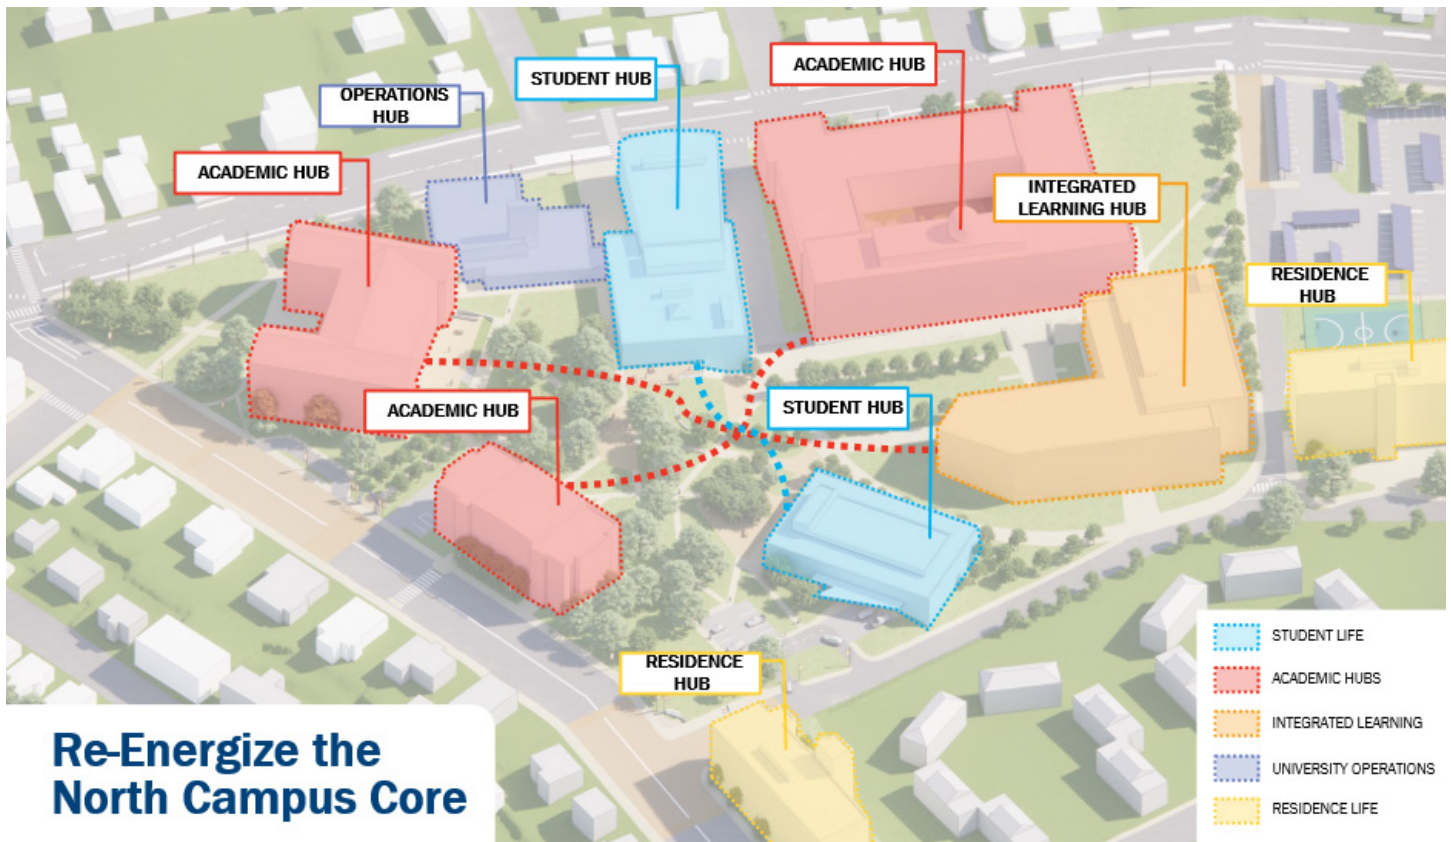 ACADEMIC HUB
STUDENT HUB
OPERATIONS
HUB
ACADEMIC HUB
INTEGRATED
LEARNING HUB
RESIDENCE
HUB
ACADEMIC HUB
STUDENT HUB
RESIDENCE
HUB
STUDENT LIFE
ACADEMIC HUBS
INTEGRATED LEARNING
UNIVERSITY OPERATIONS
RESIDENCE LIFE
Re-Energize the
North Campus Core